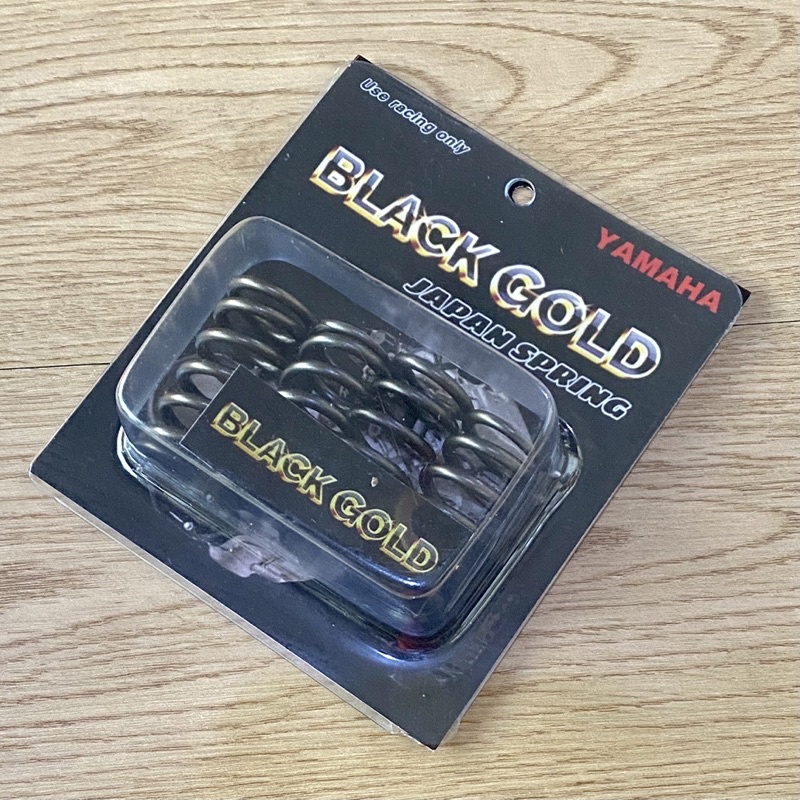 Use racing only
BLACK GOLD
YAMAHA
JAPAN SPRING
BLACK GOLD